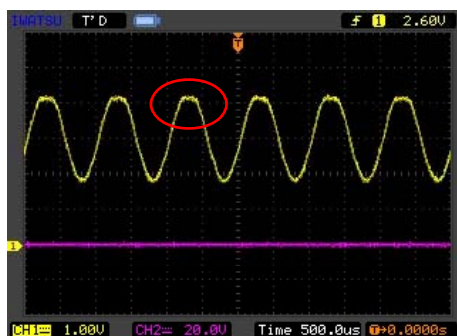 IWATSU T'D f 1 2.60V
T
1
CH1 1.00V CH2 20.0V Time 500.0us T→0.0000s